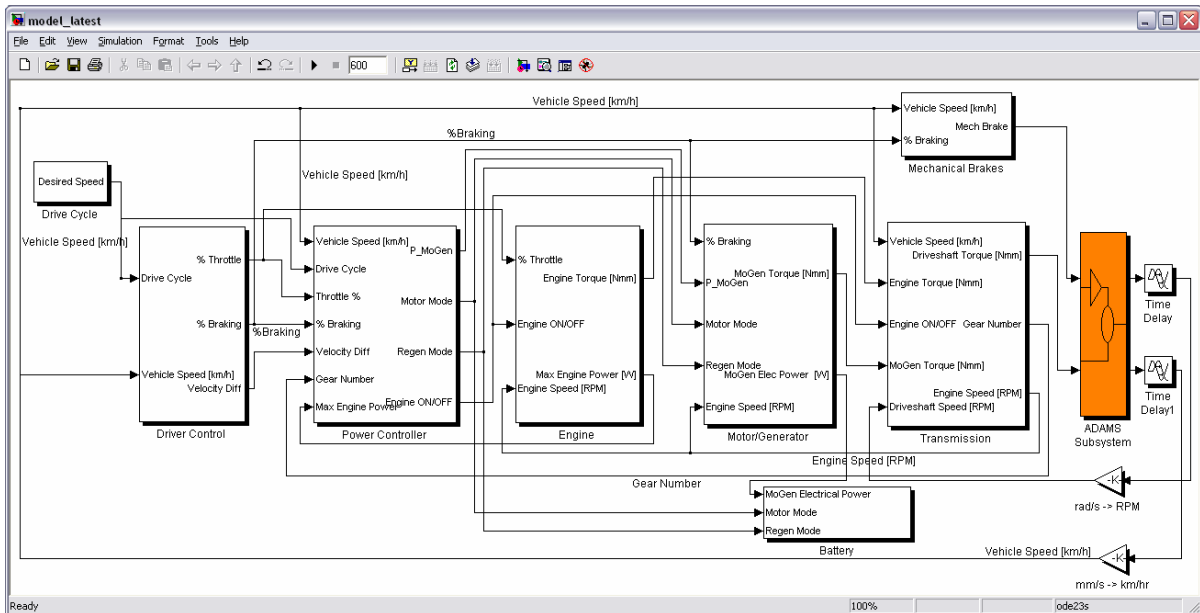 model_latest
File Edit View Simulation Format Tools Help
600
Vehicle Speed [km/h]
%Braking
Vehicle Speed [km/h]
Vehicle Speed [km/h]
% Braking
Mech Brake
Mechanical Brakes
Desired Speed
Drive Cycle
Vehicle Speed [km/h]
Drive Cycle
Vehicle Speed [km/h]
% Throttle
% Braking
Velocity Diff
Driver Control
%Braking
Vehicle Speed [km/h]
Drive Cycle
Throttle %
% Braking
Velocity Diff
Gear Number
Max Engine Power
P_MoGen
Motor Mode
Regen Mode
Engine ON/OFF
Power Controller
% Throttle
Engine ON/OFF
Engine Speed [RPM]
Engine Torque [Nmm]
Max Engine Power [W]
Engine
% Braking
P_MoGen
Motor Mode
Regen Mode
Engine Speed [RPM]
MoGen Torque [Nmm]
MoGen Elec Power [W]
Motor/Generator
Vehicle Speed [km/h]
Engine Torque [Nmm]
Engine ON/OFF
MoGen Torque [Nmm]
Driveshaft Speed [RPM]
Driveshaft Torque [Nmm]
Gear Number
Engine Speed [RPM]
Transmission
ADAMS
Subsystem
Time
Delay
Time
Delay1
Engine Speed [RPM]
Gear Number
MoGen Electrical Power
Motor Mode
Regen Mode
Battery
-K-
rad/s -> RPM
Vehicle Speed [km/h]
-K-
mm/s -> km/hr
Ready
100%
ode23s